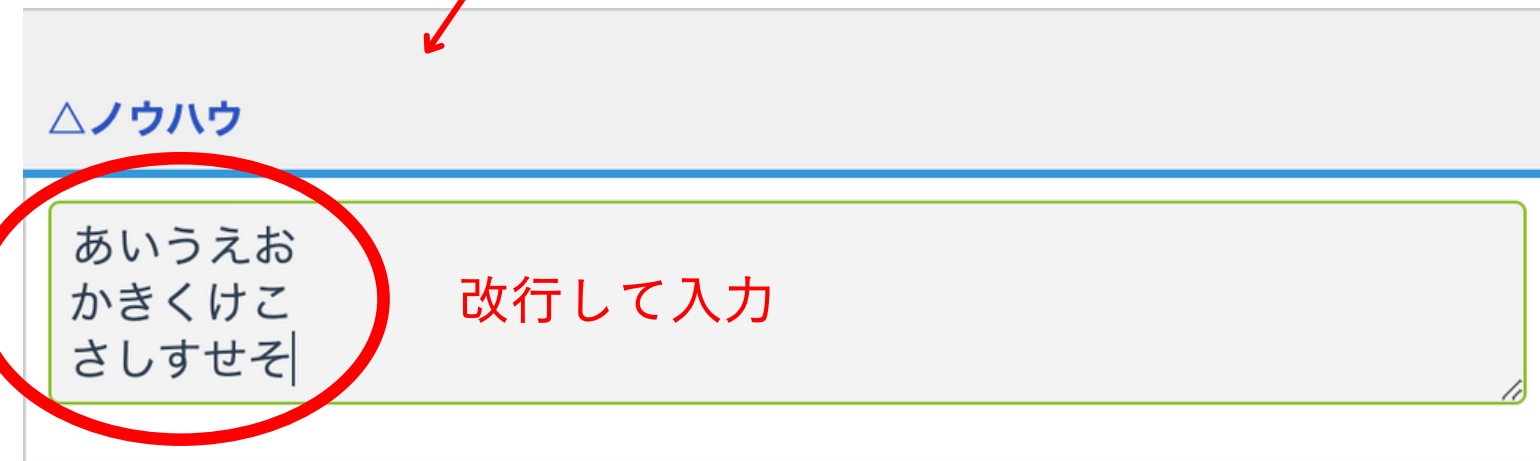 △ノウハウ
あいうえお
かきくけこ
さしすせそ
改行して入力